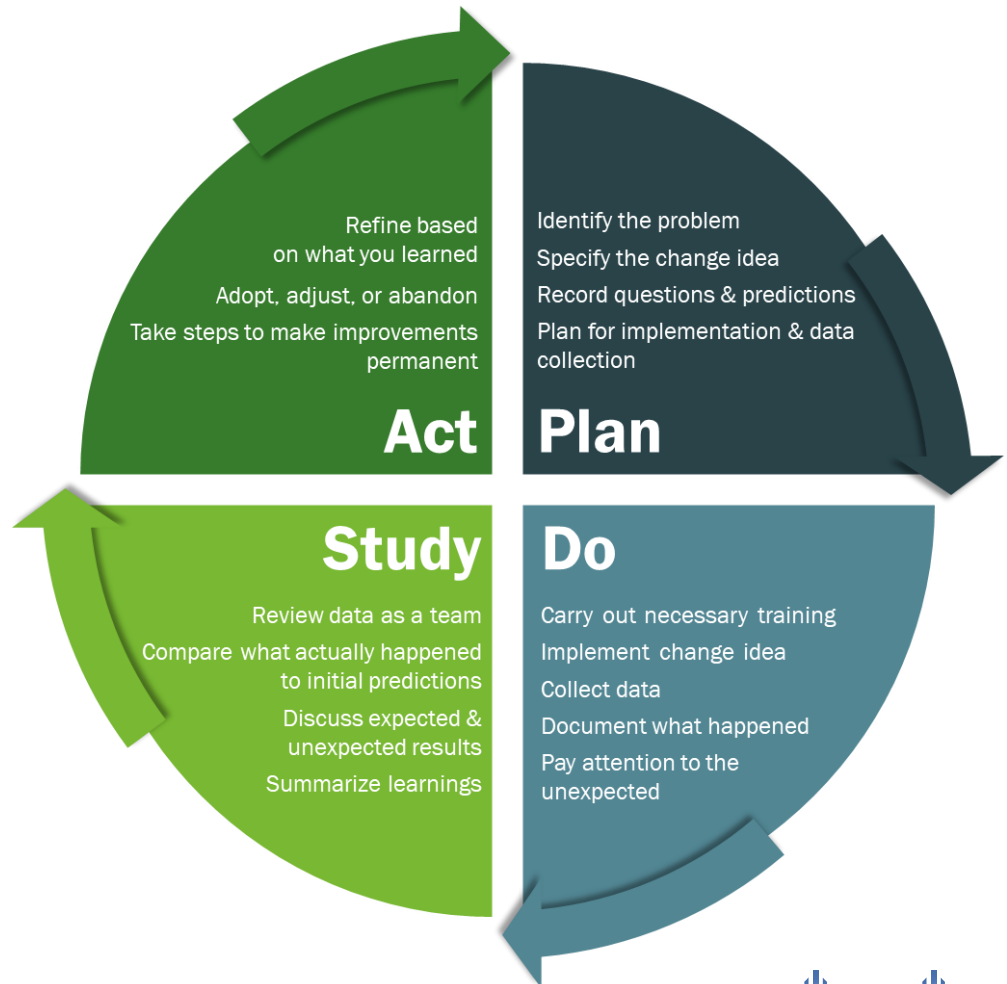 Refine based
on what you learned
Adopt, adjust, or abandon
Take steps to make improvements
permanent
Act
Identify the problem
Specify the change idea
Record questions & predictions
Plan for implementation & data
collection
Plan
Study
Review data as a team
Compare what actually happened
to initial predictions
Discuss expected &
unexpected results
Summarize learnings
Do
Carry out necessary training
Implement change idea
Collect data
Document what happened
Pay attention to the
unexpected